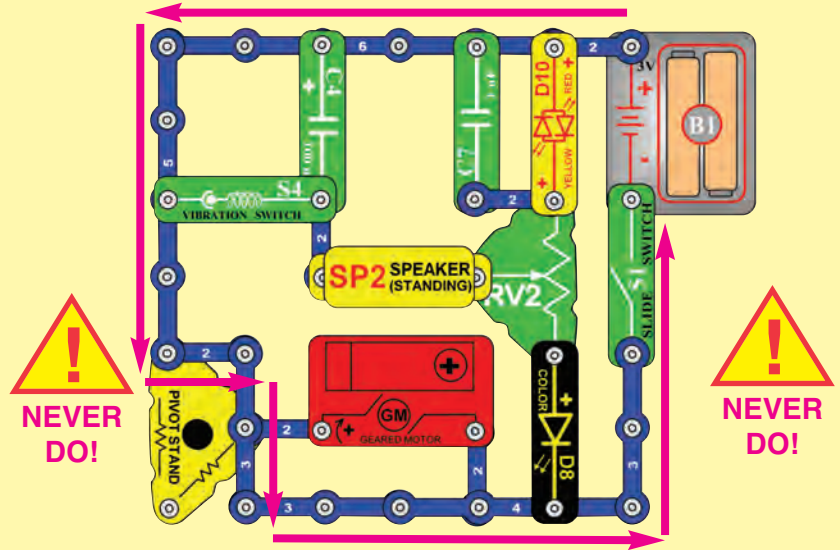 6
2
C4
+
C7
D10
+
RED
YELLOW
+
3V
+
-
B1
5
S4
VIBRATION SWITCH
2
2
SP2 SPEAKER
(STANDING)
RV2
S1
SLIDE SWITCH
!
NEVER
DO!
!
NEVER
DO!
2
PIVOT STAND
2
+
GM
+
GEARED MOTOR
COLOR
+
D8
3
2
3
3
4